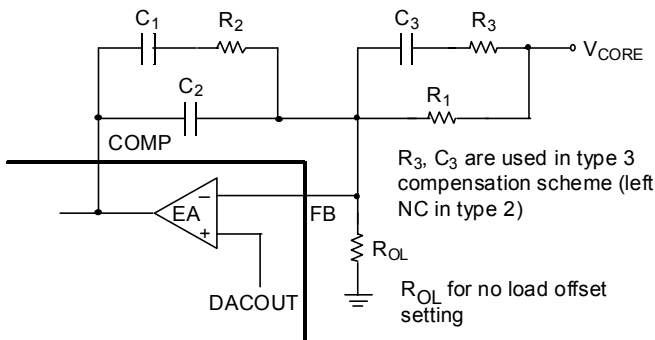 C1 R2 C3 R3
VCORE
C2 R1
COMP
R3, C3 are used in type 3
compensation scheme (left
NC in type 2)
EA
−
+
FB
ROL
DACOUT
ROL for no load offset
setting